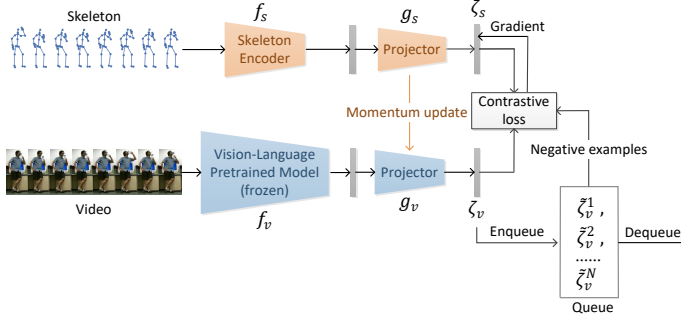 Skeleton
f_s
g_s
ζ_s
Skeleton
Encoder
Projector
Gradient
Momentum update
Contrastive
loss
Vision-Language
Pretrained Model
(frozen)
Projector
Negative examples
Video
f_v
g_v
ζ_v
Enqueue
ζ̃_v^1 ,
ζ̃_v^2 ,
......
ζ̃_v^N
Dequeue
Queue